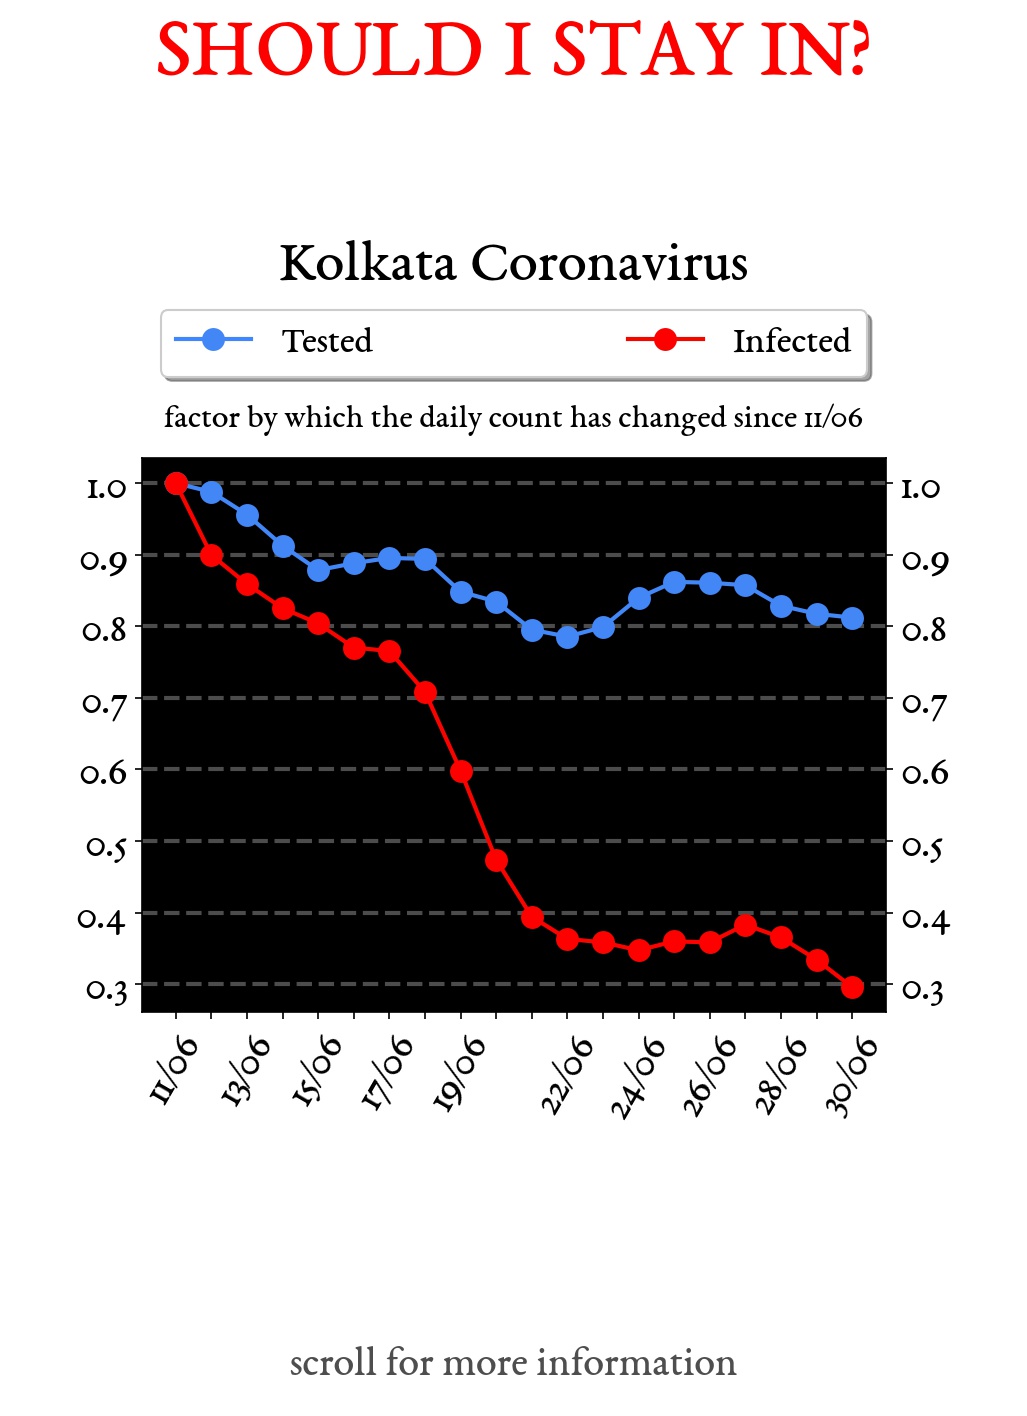 SHOULD I STAY IN?
Kolkata Coronavirus
Tested Infected
factor by which the daily count has changed since 11/06
1.0 1.0
0.9 0.9
0.8 0.8
0.7 0.7
0.6 0.6
0.5 0.5
0.4 0.4
0.3 0.3
11/06 13/06 15/06 17/06 19/06 22/06 24/06 26/06 28/06 30/06
scroll for more information